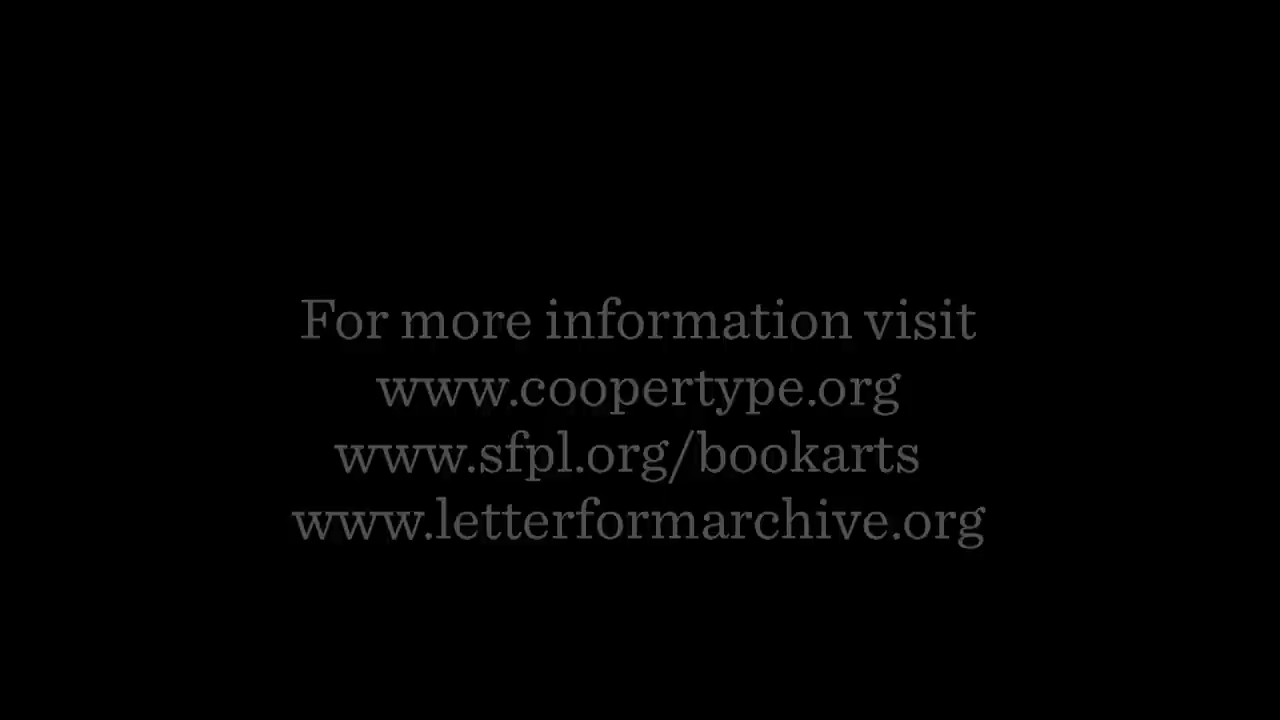 For more information visit
www.coopertype.org
www.sfpl.org/bookarts
www.letterformarchive.org